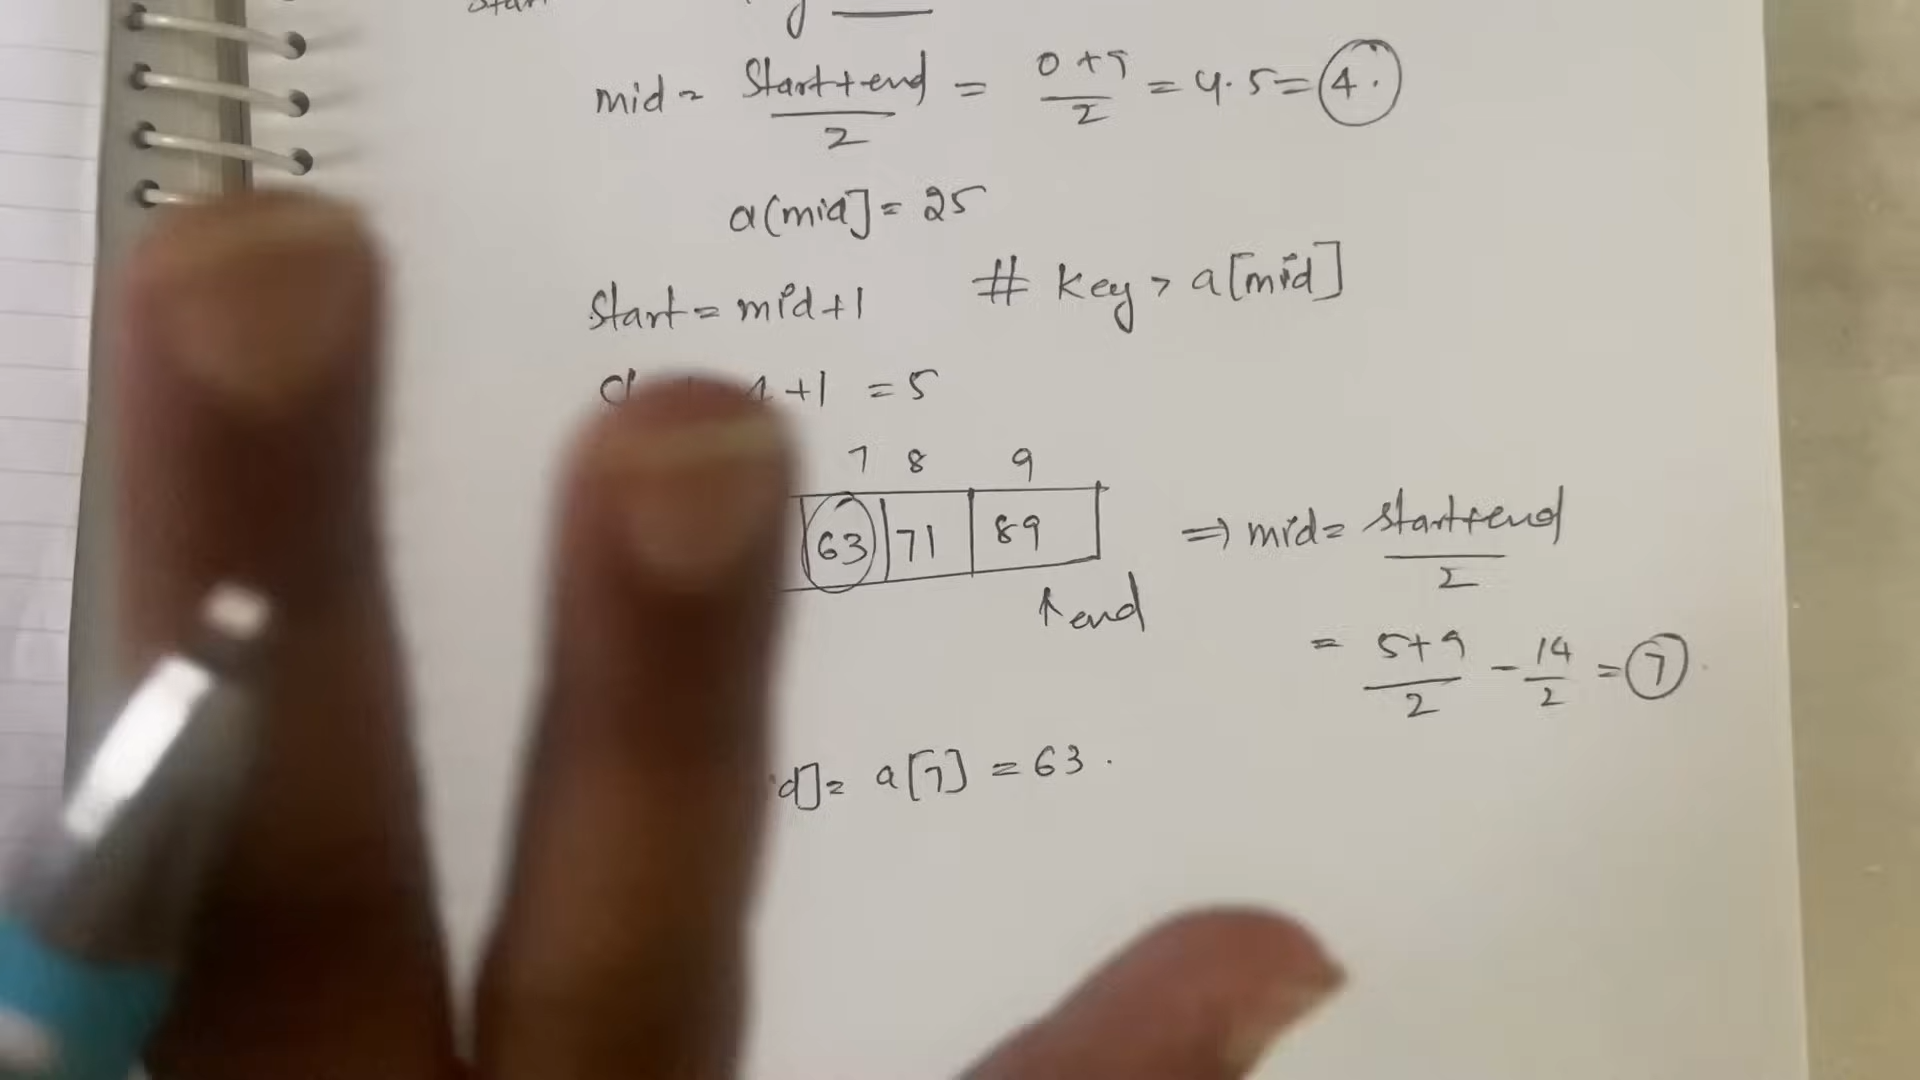 mid = Start+end / 2 = 0+9 / 2 = 4.5 = 4.
a(mid] = 25
Start = mid+1 # Key > a[mid]
+1 = 5
7 8 9
63 71 89
⇒ mid = start+end / 2
↑ end
= 5+9 / 2 - 14 / 2 = 7
d] = a[7] = 63.